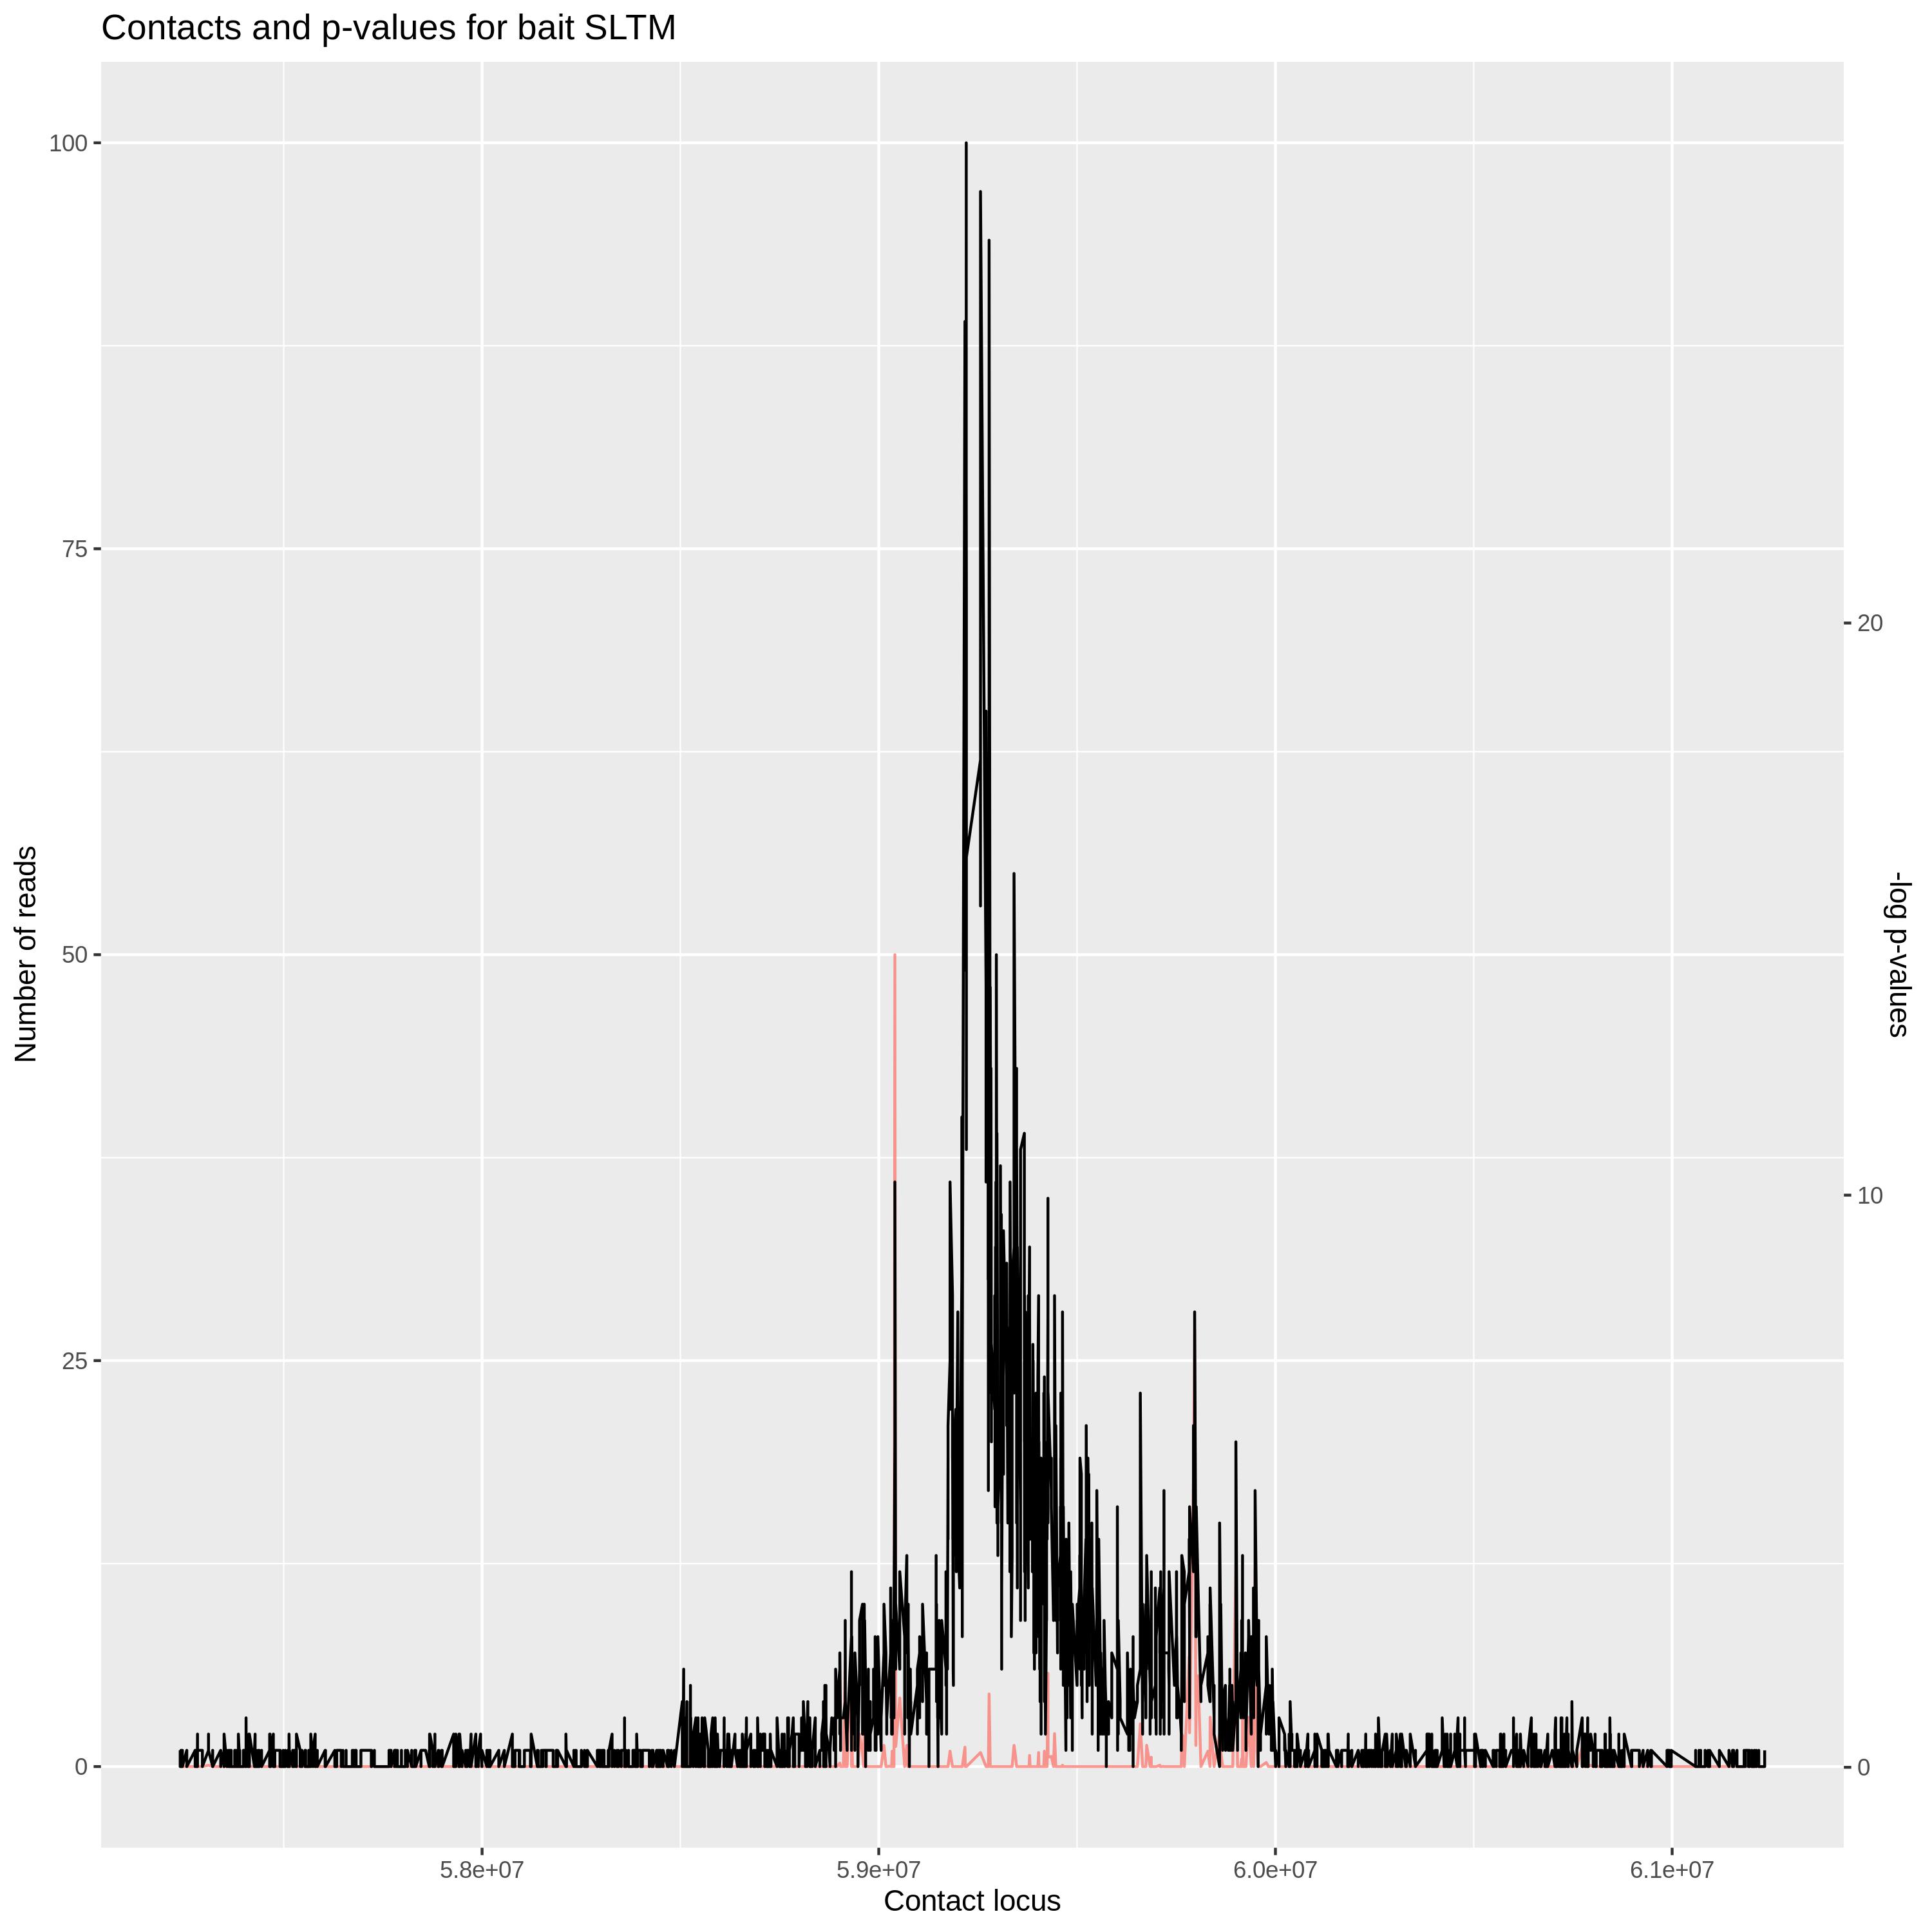 Contacts and p-values for bait SLTM
100
75
50
25
0
Number of reads
20
10
0
-log p-values
5.8e+07
5.9e+07
6.0e+07
6.1e+07
Contact locus